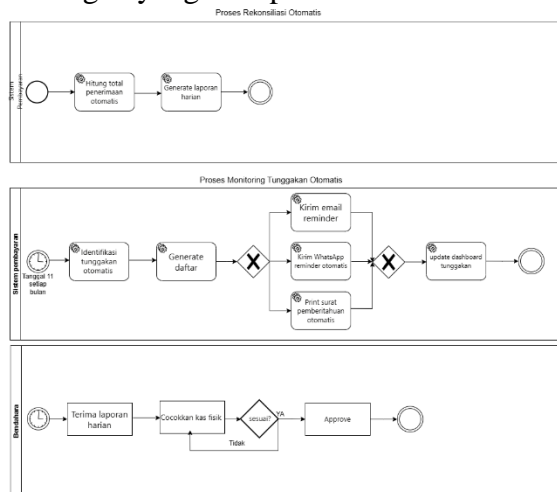 Proses Rekonsiliasi Otomatis
Sistem
Pembayaran
Hitung total
penerimaan
otomatis
Generate laporan
harian
Proses Monitoring Tunggakan Otomatis
Sistem pembayaran
Tanggal 11
setiap
bulan
Identifikasi
tunggakan
otomatis
Generate
daftar
Kirim email
reminder
Kirim WhatsApp
reminder otomatis
Print surat
pemberitahuan
otomatis
update dashboard
tunggakan
Bendahara
Terima laporan
harian
Cocokkan kas fisik
sesuai?
YA
Tidak
Approve